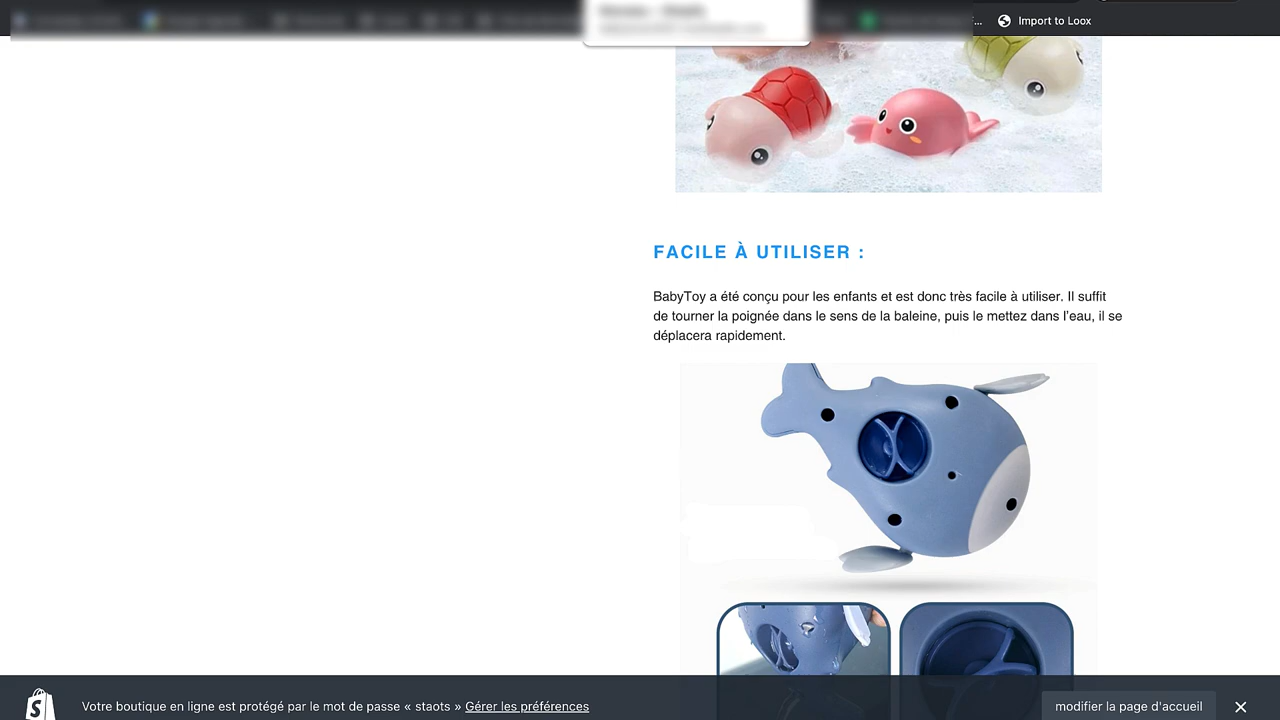 Import to Loox
FACILE À UTILISER :
BabyToy a été conçu pour les enfants et est donc très facile à utiliser. Il suffit
de tourner la poignée dans le sens de la baleine, puis le mettez dans l'eau, il se
déplacera rapidement.
Votre boutique en ligne est protégé par le mot de passe « staots » Gérer les préférences
modifier la page d'accueil